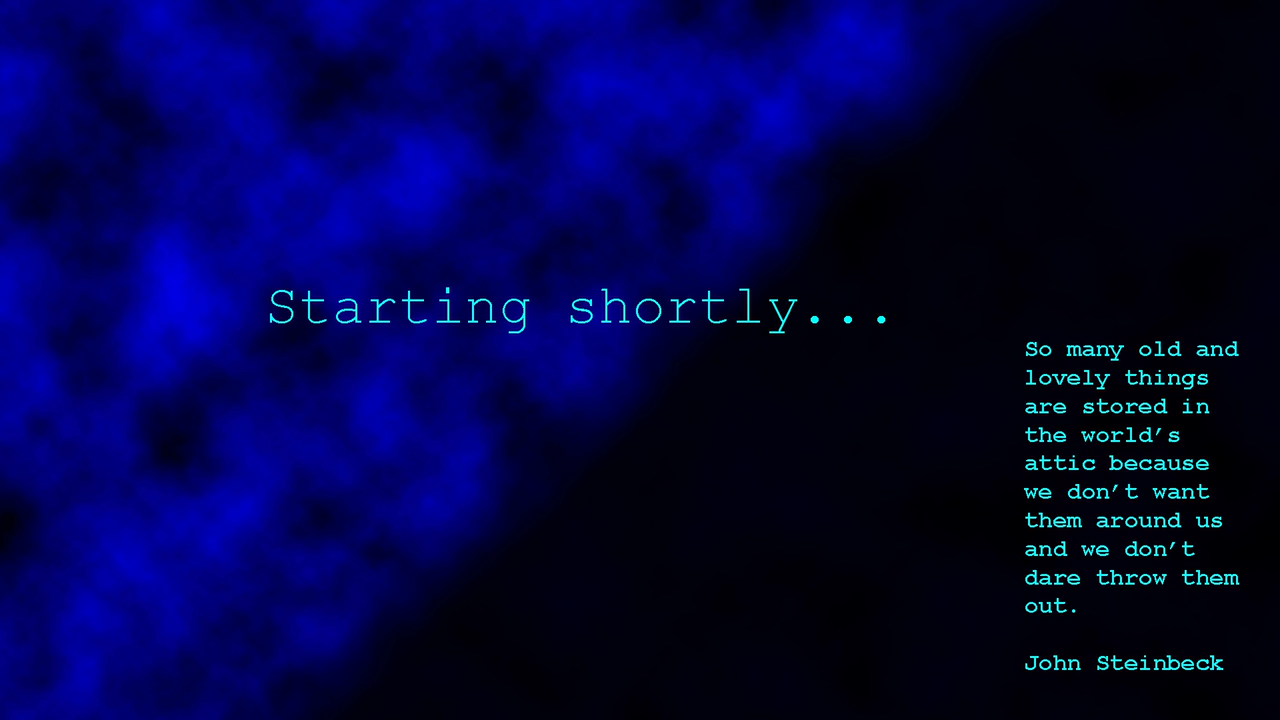 Starting shortly...
So many old and
lovely things
are stored in
the world’s
attic because
we don’t want
them around us
and we don’t
dare throw them
out.
John Steinbeck